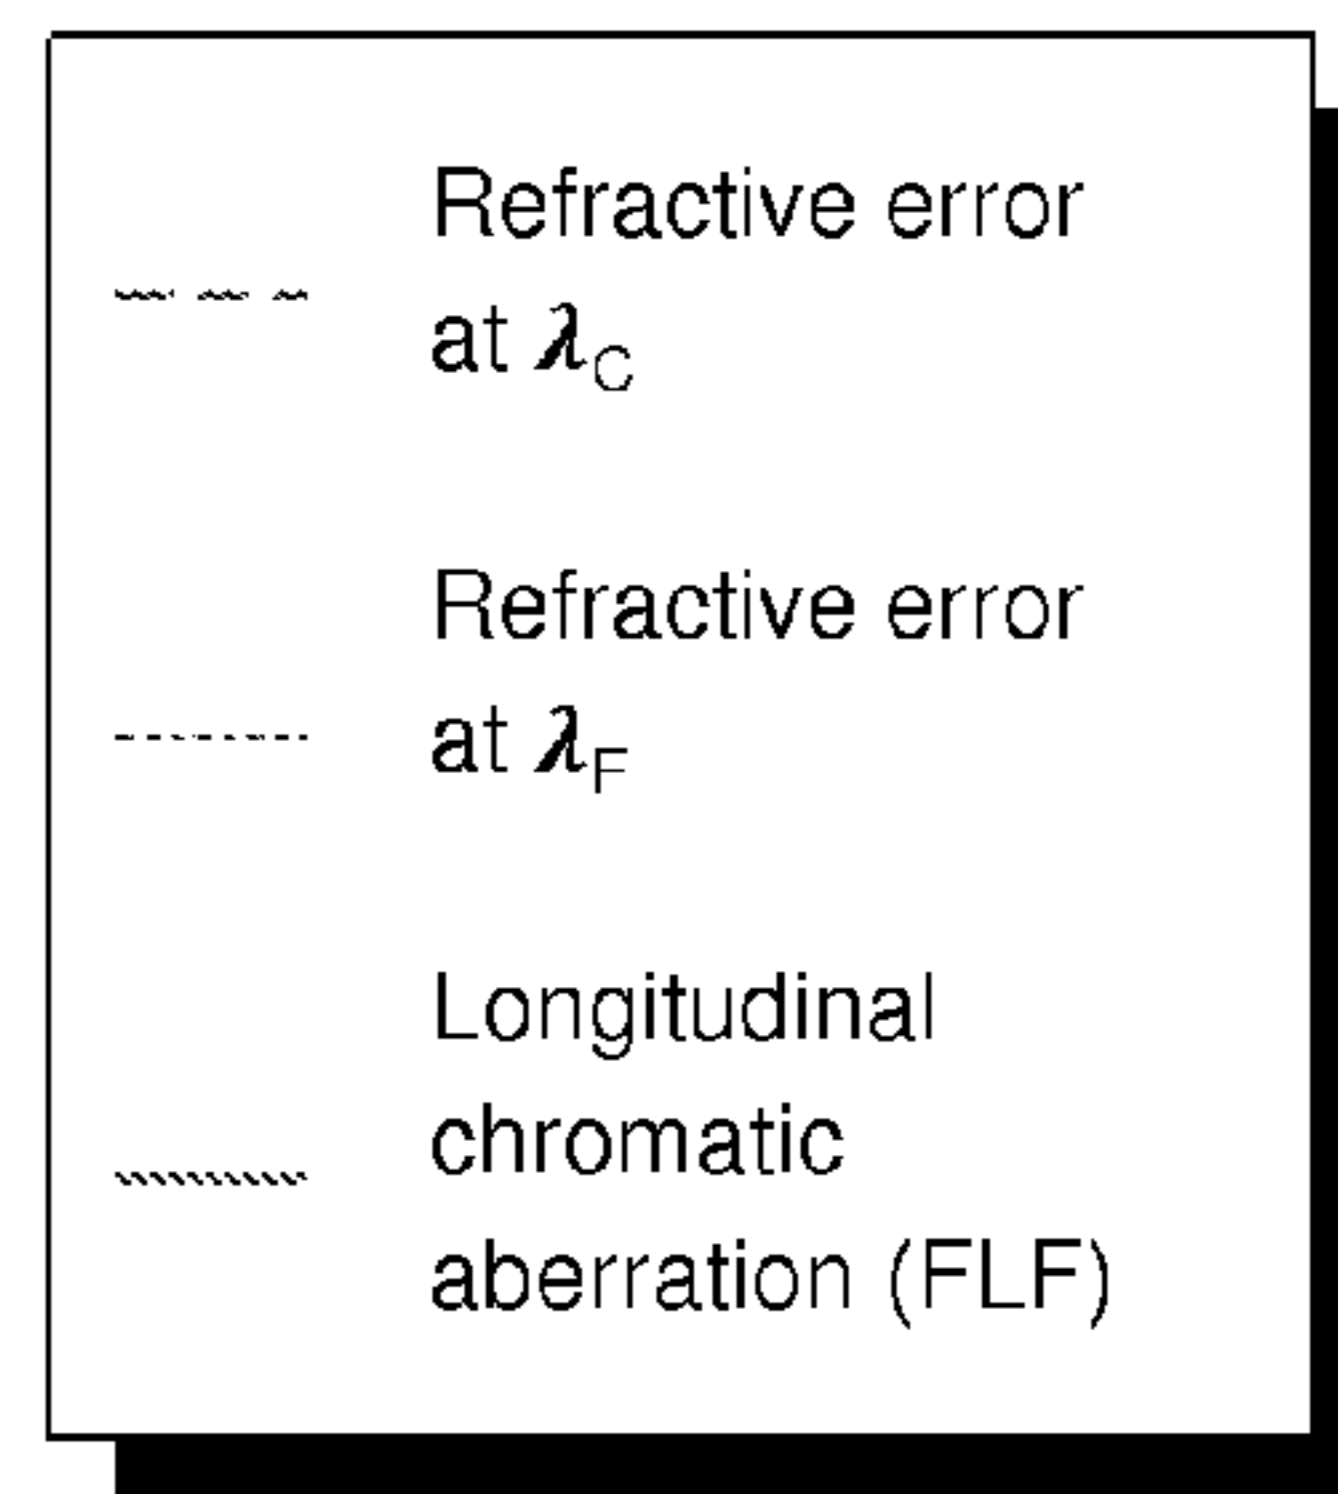 Refractive error
at λC
Refractive error
at λF
Longitudinal
chromatic
aberration (FLF)